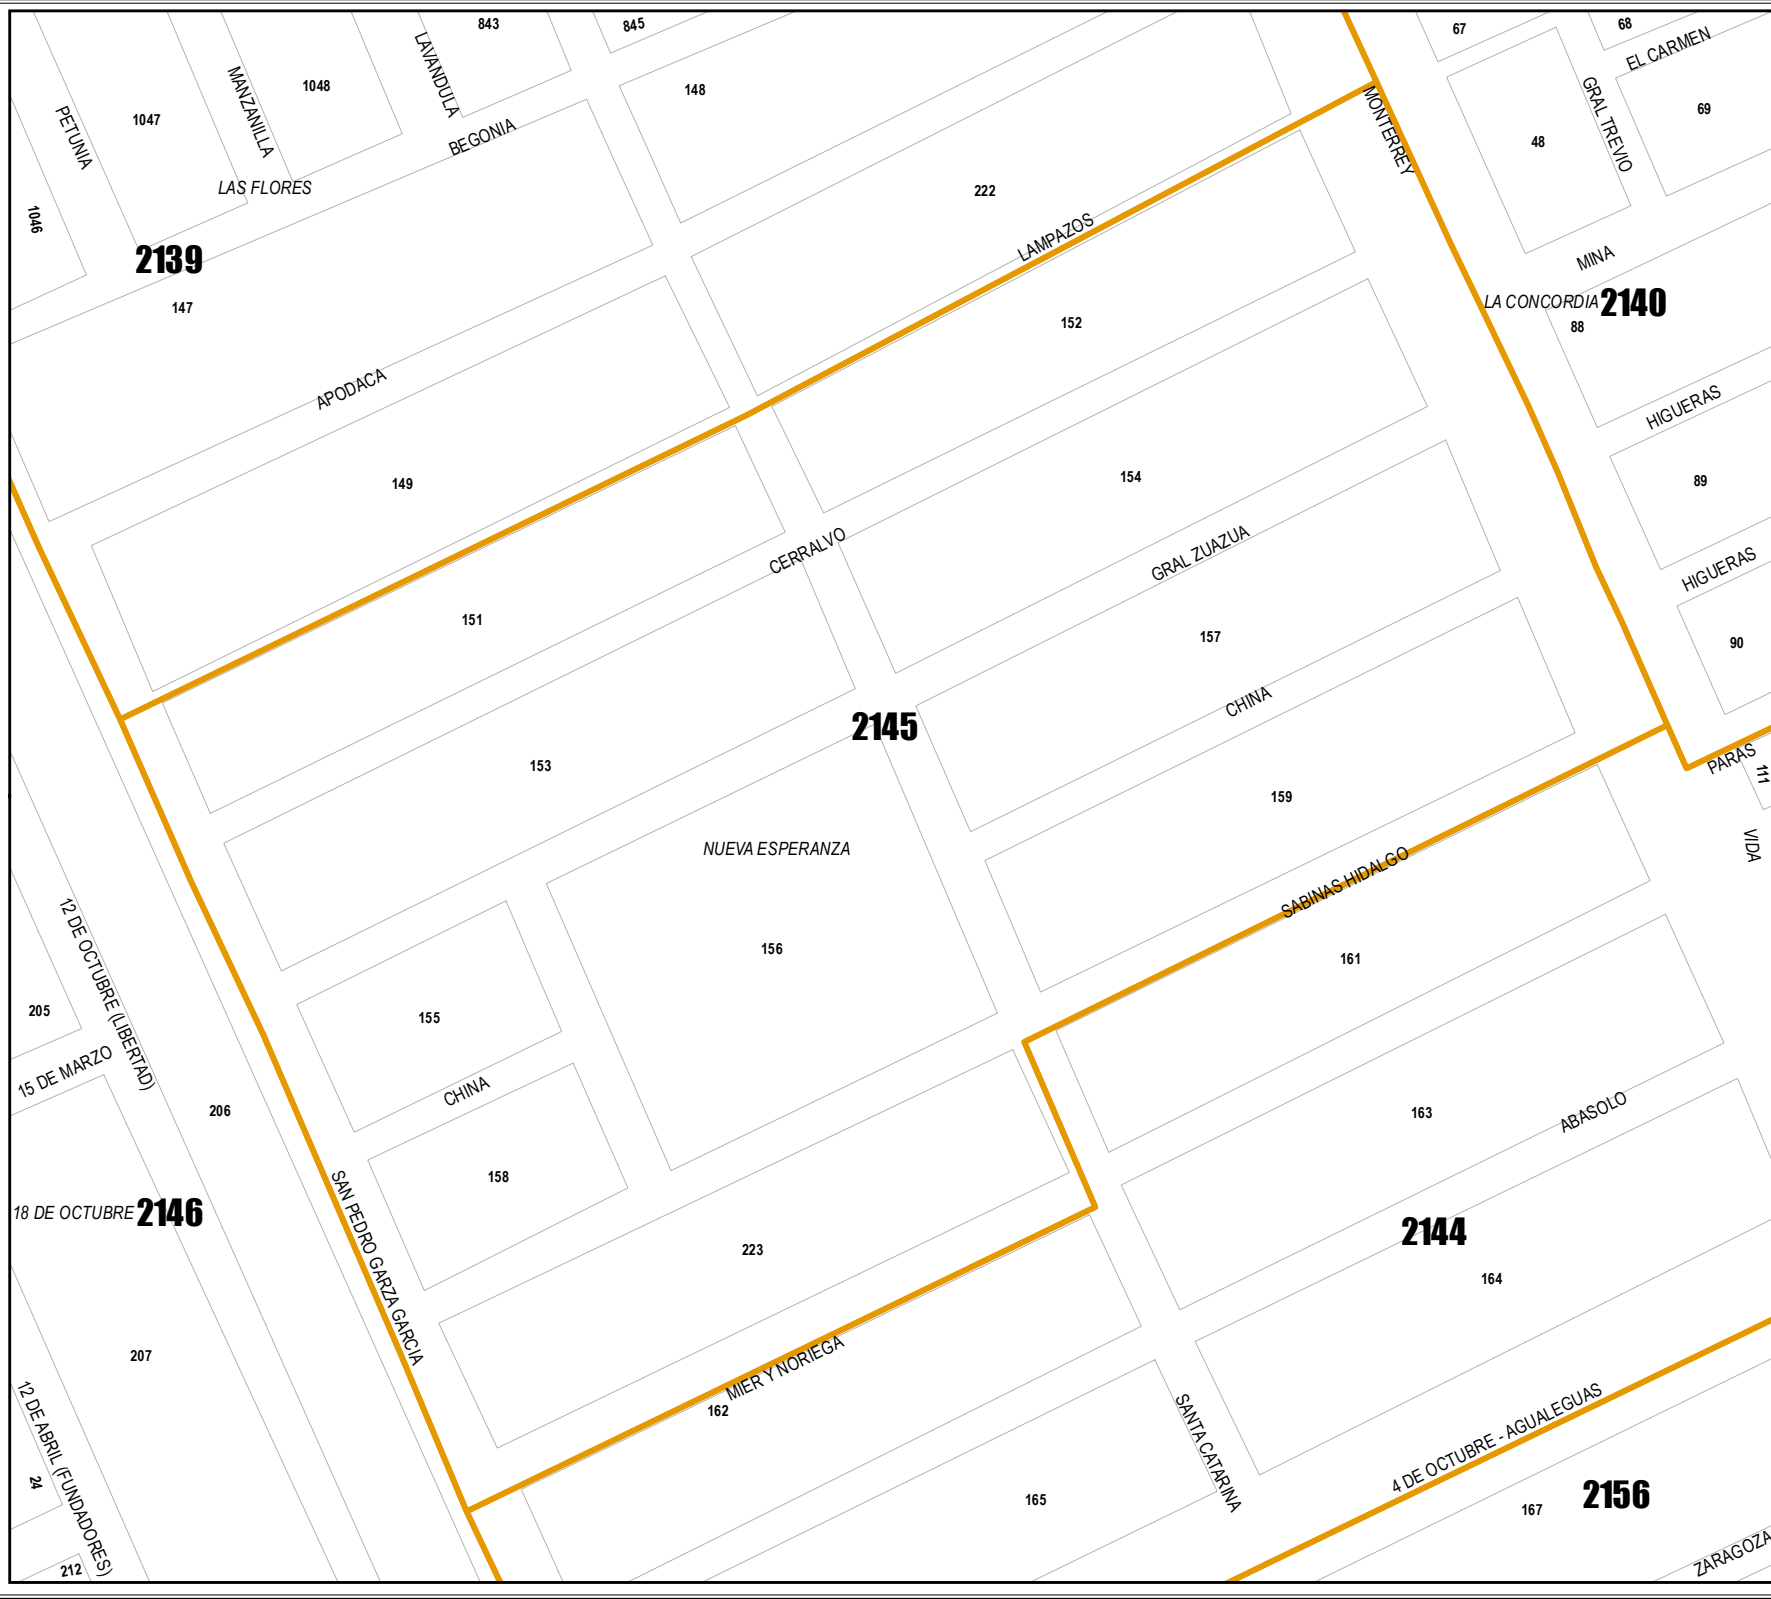 843
845
67
68
EL CARMEN
LAVANDULA
MANZANILLA
1048
148
PETUNIA
1047
BEGONIA
MONTERREY
GRAL TREVIO
69
48
LAS FLORES
222
1046
2139
LAMPAZOS
MINA
147
152
LA CONCORDIA
2140
88
APODACA
HIGUERAS
149
154
89
CERRALVO
GRAL ZUAZUA
HIGUERAS
151
157
90
2145
CHINA
153
PARAS
111
159
NUEVA ESPERANZA
VIDA
SABINAS HIDALGO
12 DE OCTUBRE (LIBERTAD)
156
161
205
155
15 DE MARZO
CHINA
206
163
ABASOLO
158
SAN PEDRO GARZA GARCIA
18 DE OCTUBRE
2146
2144
223
164
207
MIER Y NORIEGA
162
12 DE ABRIL (FUNDADORES)
SANTA CATARINA
4 DE OCTUBRE - AGUALEGUAS
24
165
167
2156
ZARAGOZA
212